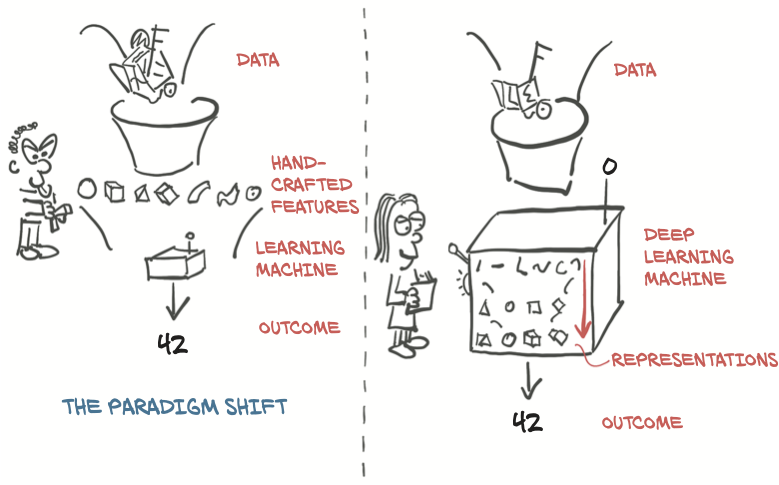 DATA
HAND-
CRAFTED
FEATURES
LEARNING
MACHINE
OUTCOME
42
THE PARADIGM SHIFT
DATA
DEEP
LEARNING
MACHINE
REPRESENTATIONS
42
OUTCOME